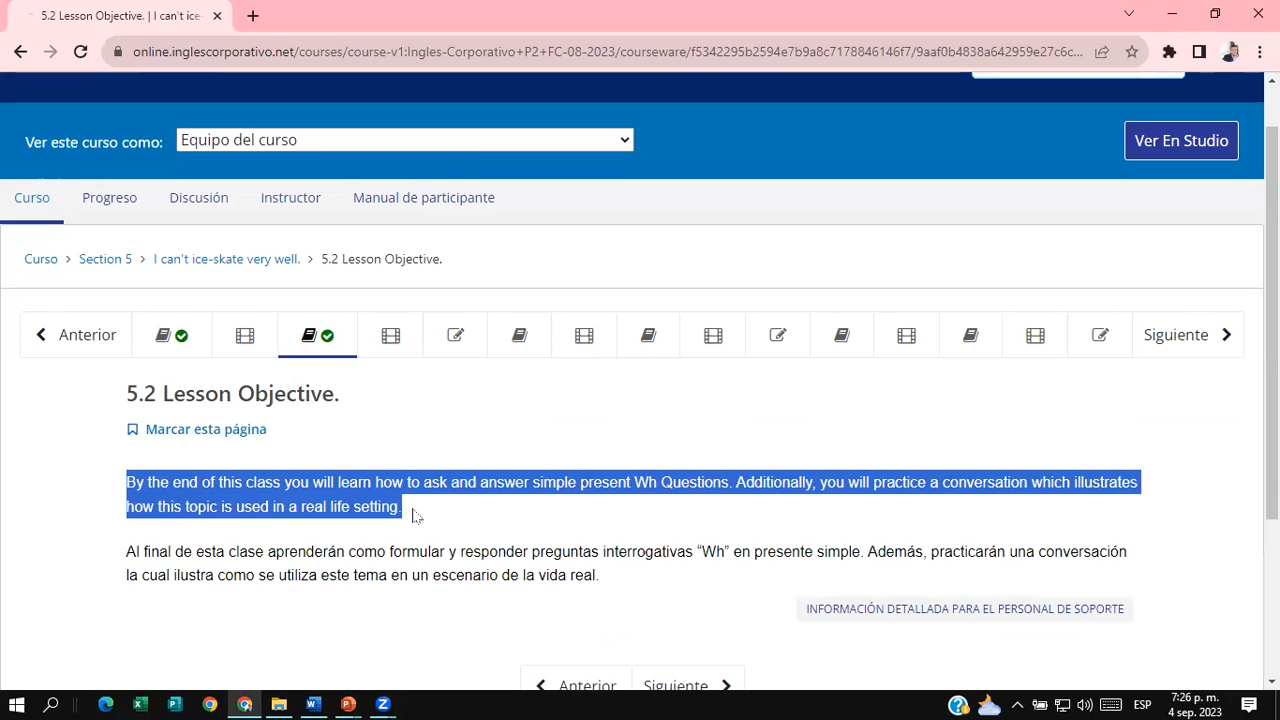 5.2 Lesson Objective. | I can't ice-
online.inglescorporativo.net/courses/course-v1:Ingles-Corporativo+P2+FC-08-2023/courseware/f5342295b2594e7b9a8c7178846146f7/9aaf0b4838a642959e27c6c...
Ver este curso como:
Equipo del curso
Ver En Studio
Curso
Progreso
Discusión
Instructor
Manual de participante
Curso > Section 5 > I can't ice-skate very well. > 5.2 Lesson Objective.
Anterior
Siguiente
5.2 Lesson Objective.
Marcar esta página
By the end of this class you will learn how to ask and answer simple present Wh Questions. Additionally, you will practice a conversation which illustrates
how this topic is used in a real life setting.
Al final de esta clase aprenderán como formular y responder preguntas interrogativas “Wh” en presente simple. Además, practicarán una conversación
la cual ilustra como se utiliza este tema en un escenario de la vida real.
INFORMACIÓN DETALLADA PARA EL PERSONAL DE SOPORTE
Anterior
Siguiente
ESP
7:26 p. m.
4 sep. 2023